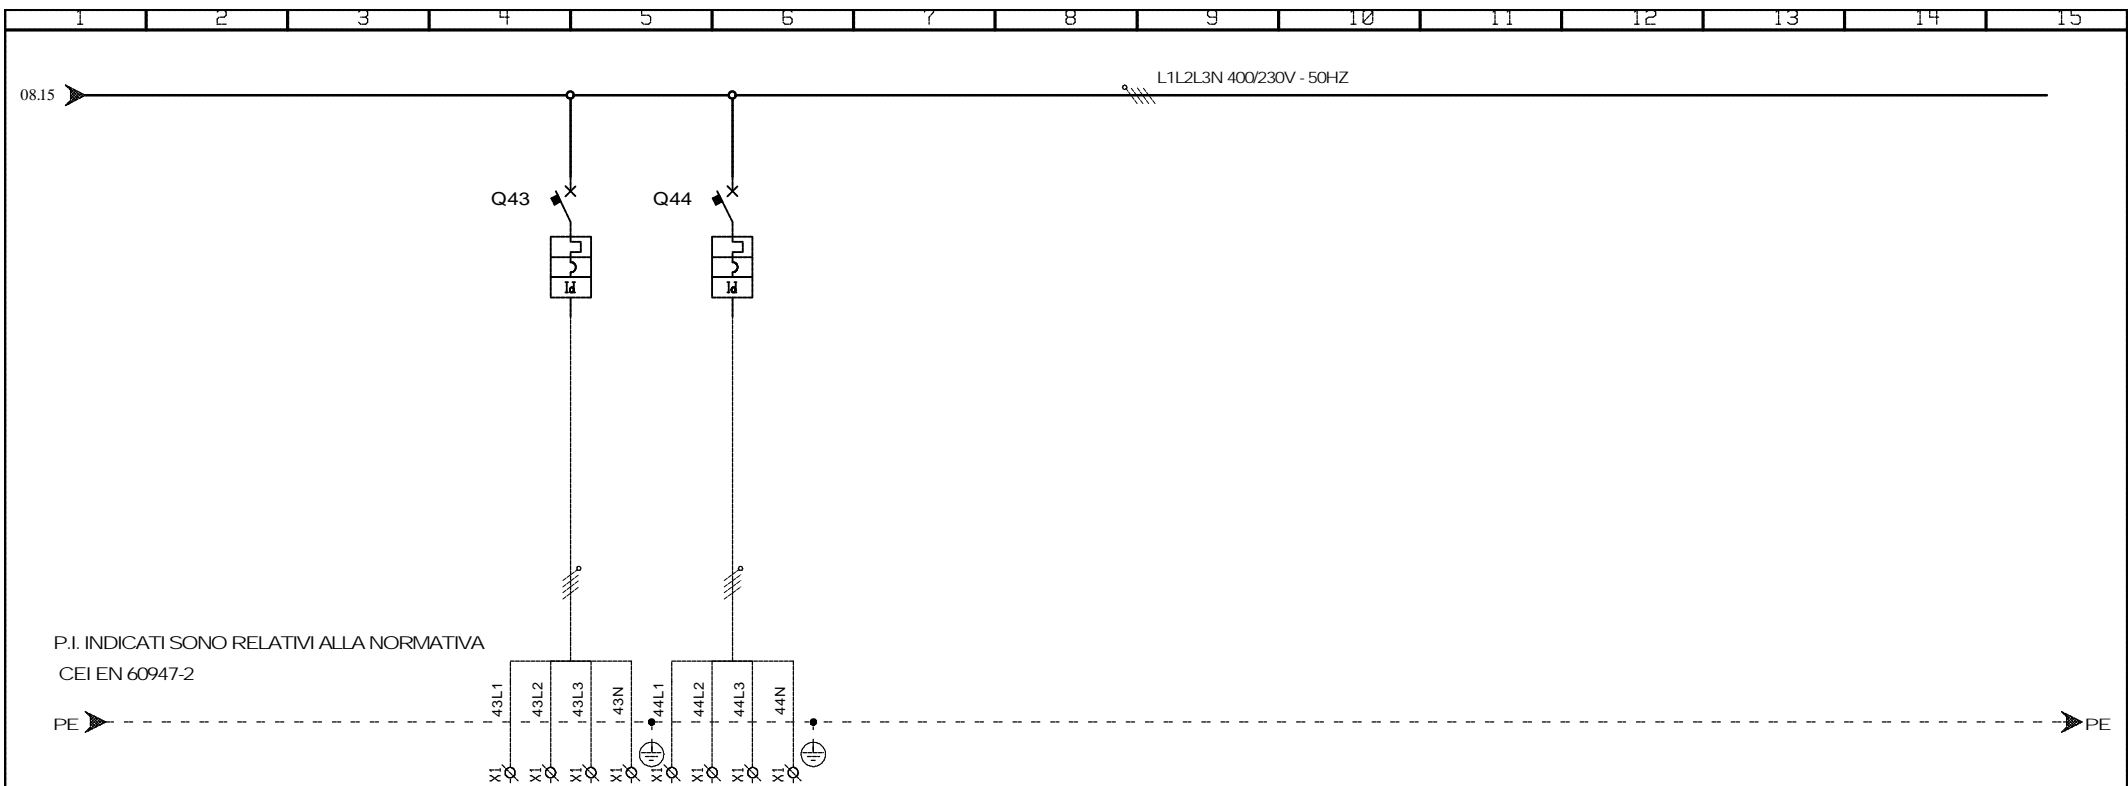 1 2 3 4 5 6 7 8 9 10 11 12 13 14 15
L1L2L3N 400/230V - 50HZ
08.15
Q43 Q44
Id Id
P.I. INDICATI SONO RELATIVI ALLA NORMATIVA
CEI EN 60947-2
43L1 43L2 43L3 43N 44L1 44L2 44L3 44N
PE PE
X1 X1 X1 X1 X1 X1 X1 X1